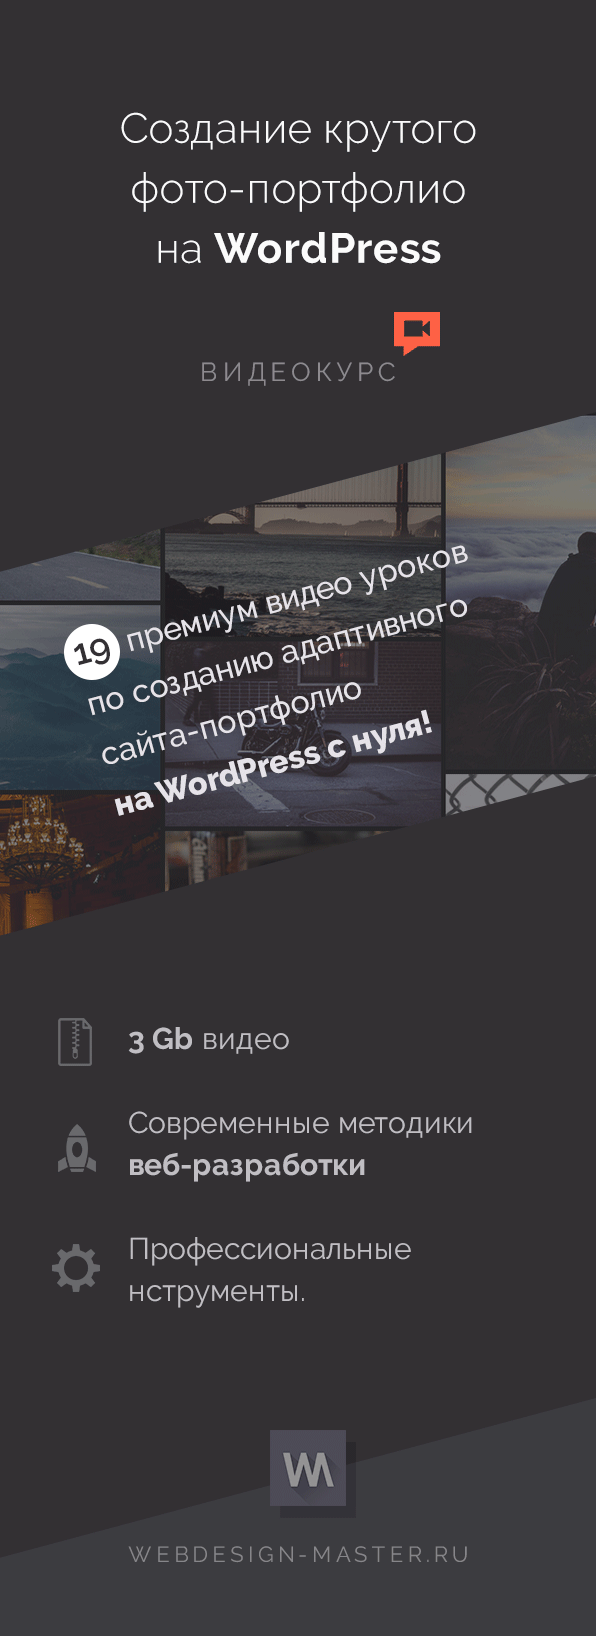 Создание крутого
фото-портфолио
на WordPress
ВИДЕОКУРС
19 премиум видео уроков
по созданию адаптивного
сайта-портфолио
на WordPress с нуля!
3 Gb видео
Современные методики
веб-разработки
Профессиональные
нструменты.
WM
WEBDESIGN-MASTER.RU